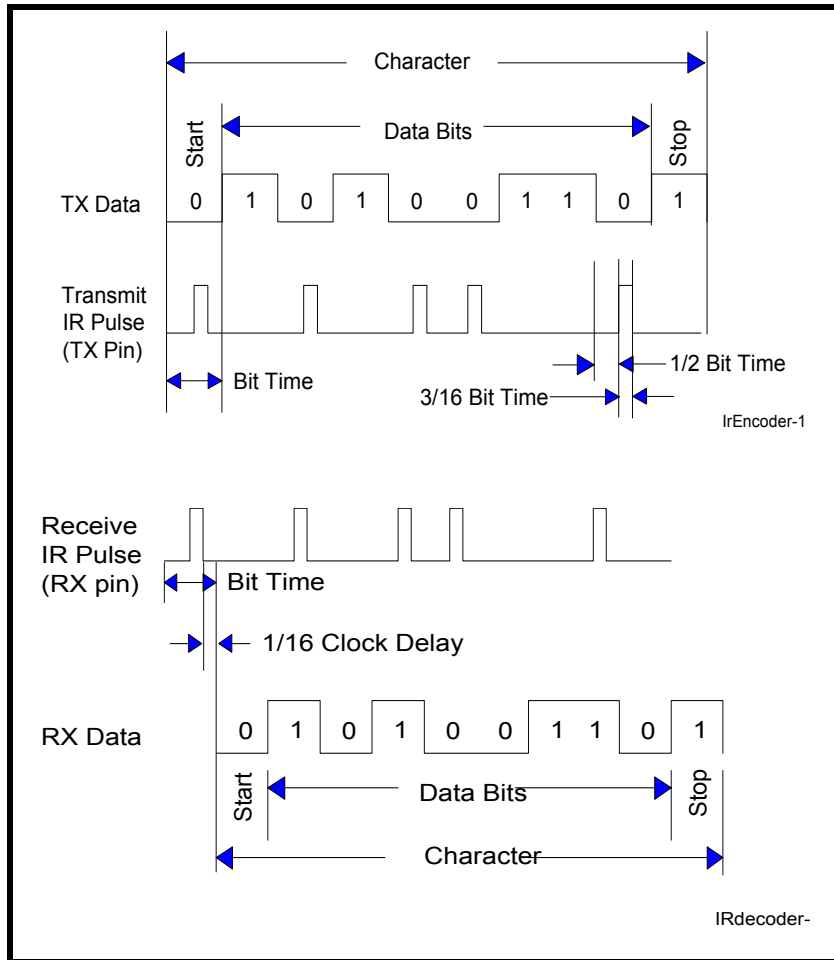 Character
Start
Data Bits
Stop
TX Data
0 1 0 1 0 0 1 1 0 1
Transmit
IR Pulse
(TX Pin)
Bit Time
1/2 Bit Time
3/16 Bit Time
IrEncoder-1
Receive
IR Pulse
(RX pin)
Bit Time
1/16 Clock Delay
RX Data
0 1 0 1 0 0 1 1 0 1
Start
Data Bits
Stop
Character
IRdecoder-